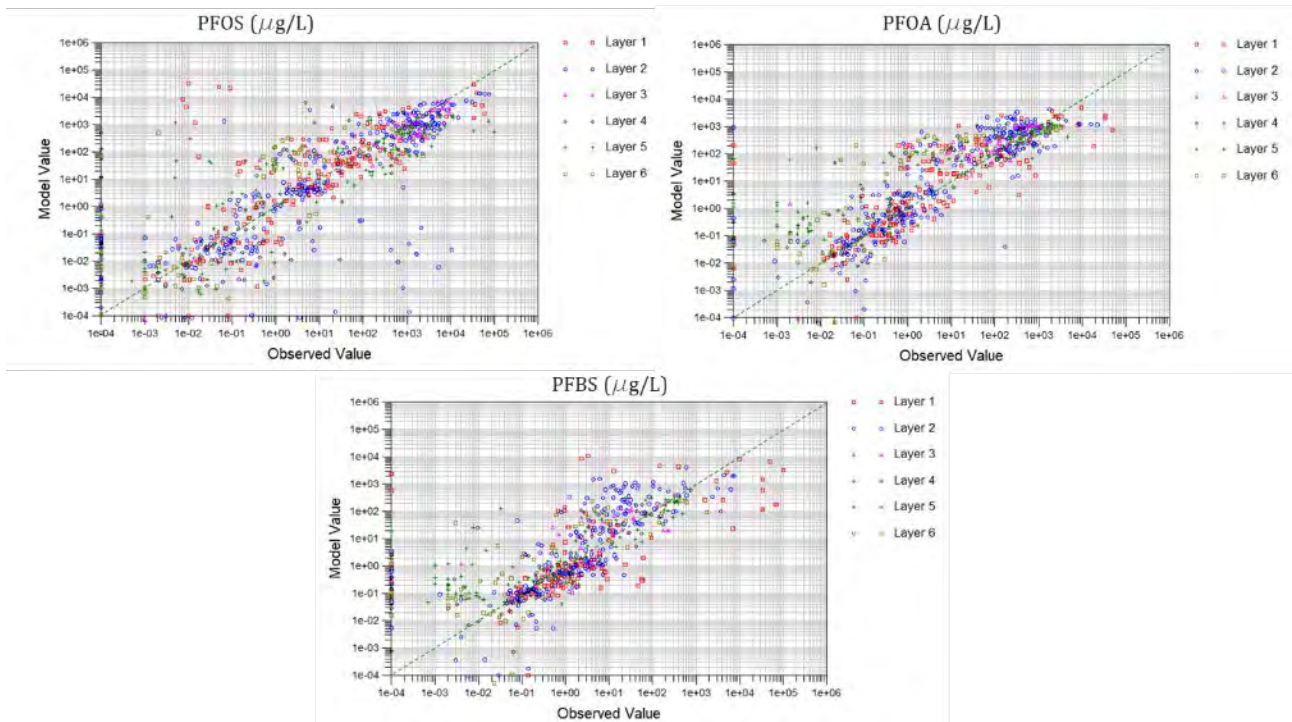 PFOS (μg/L)
1e+06
1e+05
1e+04
1e+03
1e+02
1e+01
1e+00
1e-01
1e-02
1e-03
1e-04
Model Value
1e-04 1e-03 1e-02 1e-01 1e+00 1e+01 1e+02 1e+03 1e+04 1e+05 1e+06
Observed Value
Layer 1
Layer 2
Layer 3
Layer 4
Layer 5
Layer 6
PFOA (μg/L)
1e+06
1e+05
1e+04
1e+03
1e+02
1e+01
1e+00
1e-01
1e-02
1e-03
1e-04
Model Value
1e-04 1e-03 1e-02 1e-01 1e+00 1e+01 1e+02 1e+03 1e+04 1e+05 1e+06
Observed Value
Layer 1
Layer 2
Layer 3
Layer 4
Layer 5
Layer 6
PFBS (μg/L)
1e+06
1e+05
1e+04
1e+03
1e+02
1e+01
1e+00
1e-01
1e-02
1e-03
1e-04
Model Value
1e-04 1e-03 1e-02 1e-01 1e+00 1e+01 1e+02 1e+03 1e+04 1e+05 1e+06
Observed Value
Layer 1
Layer 2
Layer 3
Layer 4
Layer 5
Layer 6